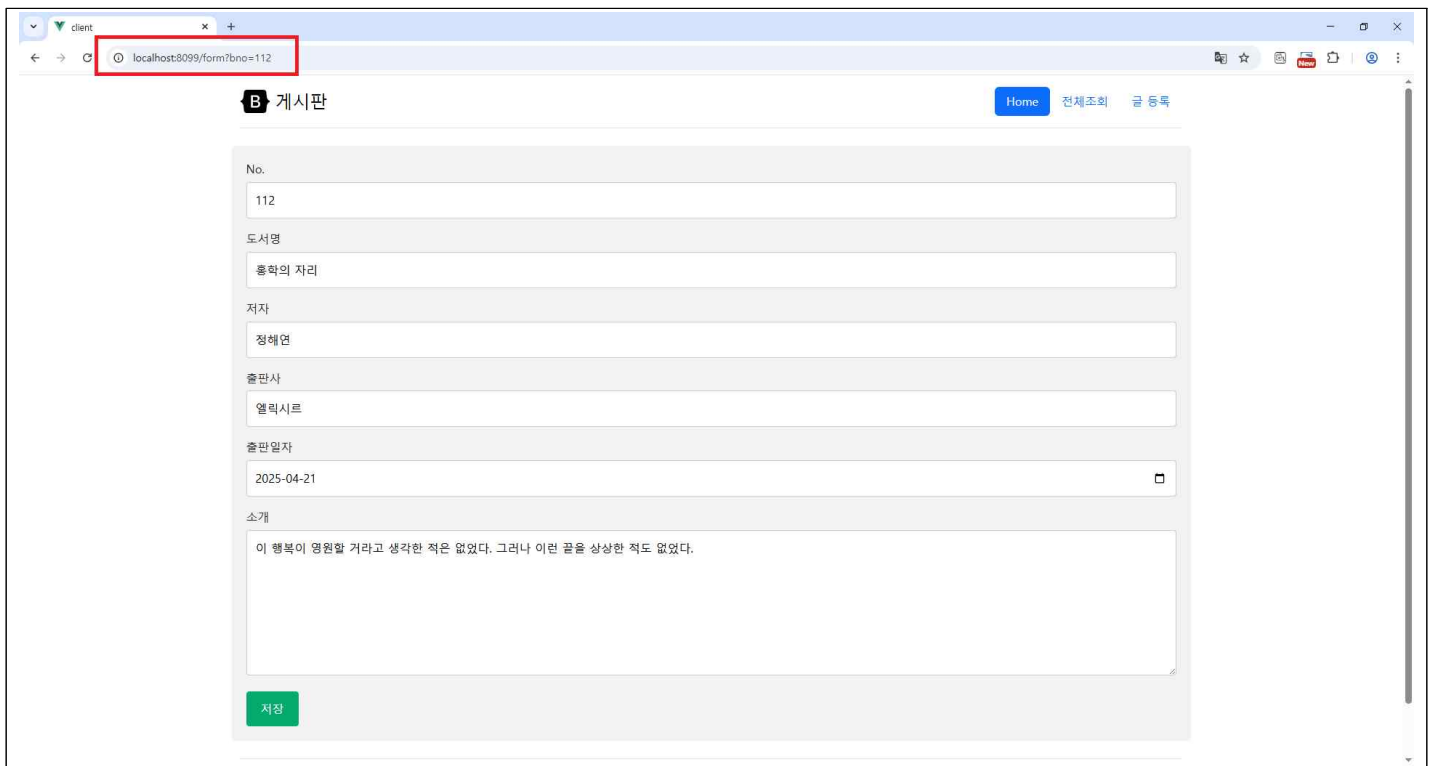 client
localhost:8099/form?bno=112
New
B 게시판
Home 전체조회 글 등록
No.
112
도서명
홍학의 자리
저자
정해연
출판사
엘릭시르
출판일자
2025-04-21
소개
이 행복이 영원할 거라고 생각한 적은 없었다. 그러나 이런 끝을 상상한 적도 없었다.
저장